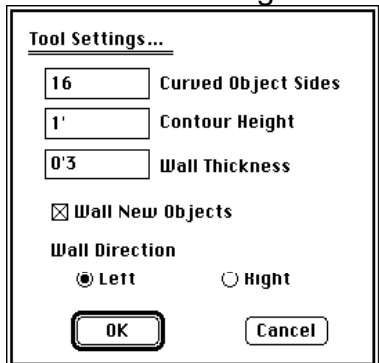 Tool Settings...
16 Curved Object Sides
1' Contour Height
0'3 Wall Thickness
Wall New Objects
Wall Direction
Left Right
OK Cancel